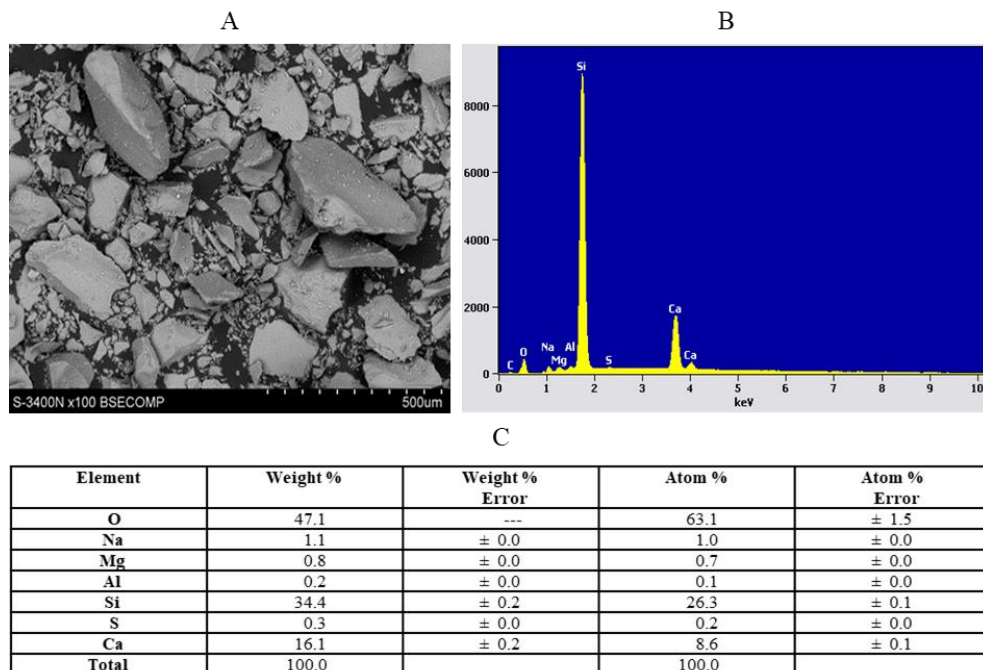 A
B
S-3400N x100 BSECOMP 500um
Si
8000
6000
4000
2000
0
Ca
O
C
Na
Mg
Al
S
Ca
0 1 2 3 4 5 6 7 8 9 10
keV
C
Element Weight % Weight % Error Atom % Atom % Error
O 47.1 --- 63.1 ± 1.5
Na 1.1 ± 0.0 1.0 ± 0.0
Mg 0.8 ± 0.0 0.7 ± 0.0
Al 0.2 ± 0.0 0.1 ± 0.0
Si 34.4 ± 0.2 26.3 ± 0.1
S 0.3 ± 0.0 0.2 ± 0.0
Ca 16.1 ± 0.2 8.6 ± 0.1
Total 100.0 100.0